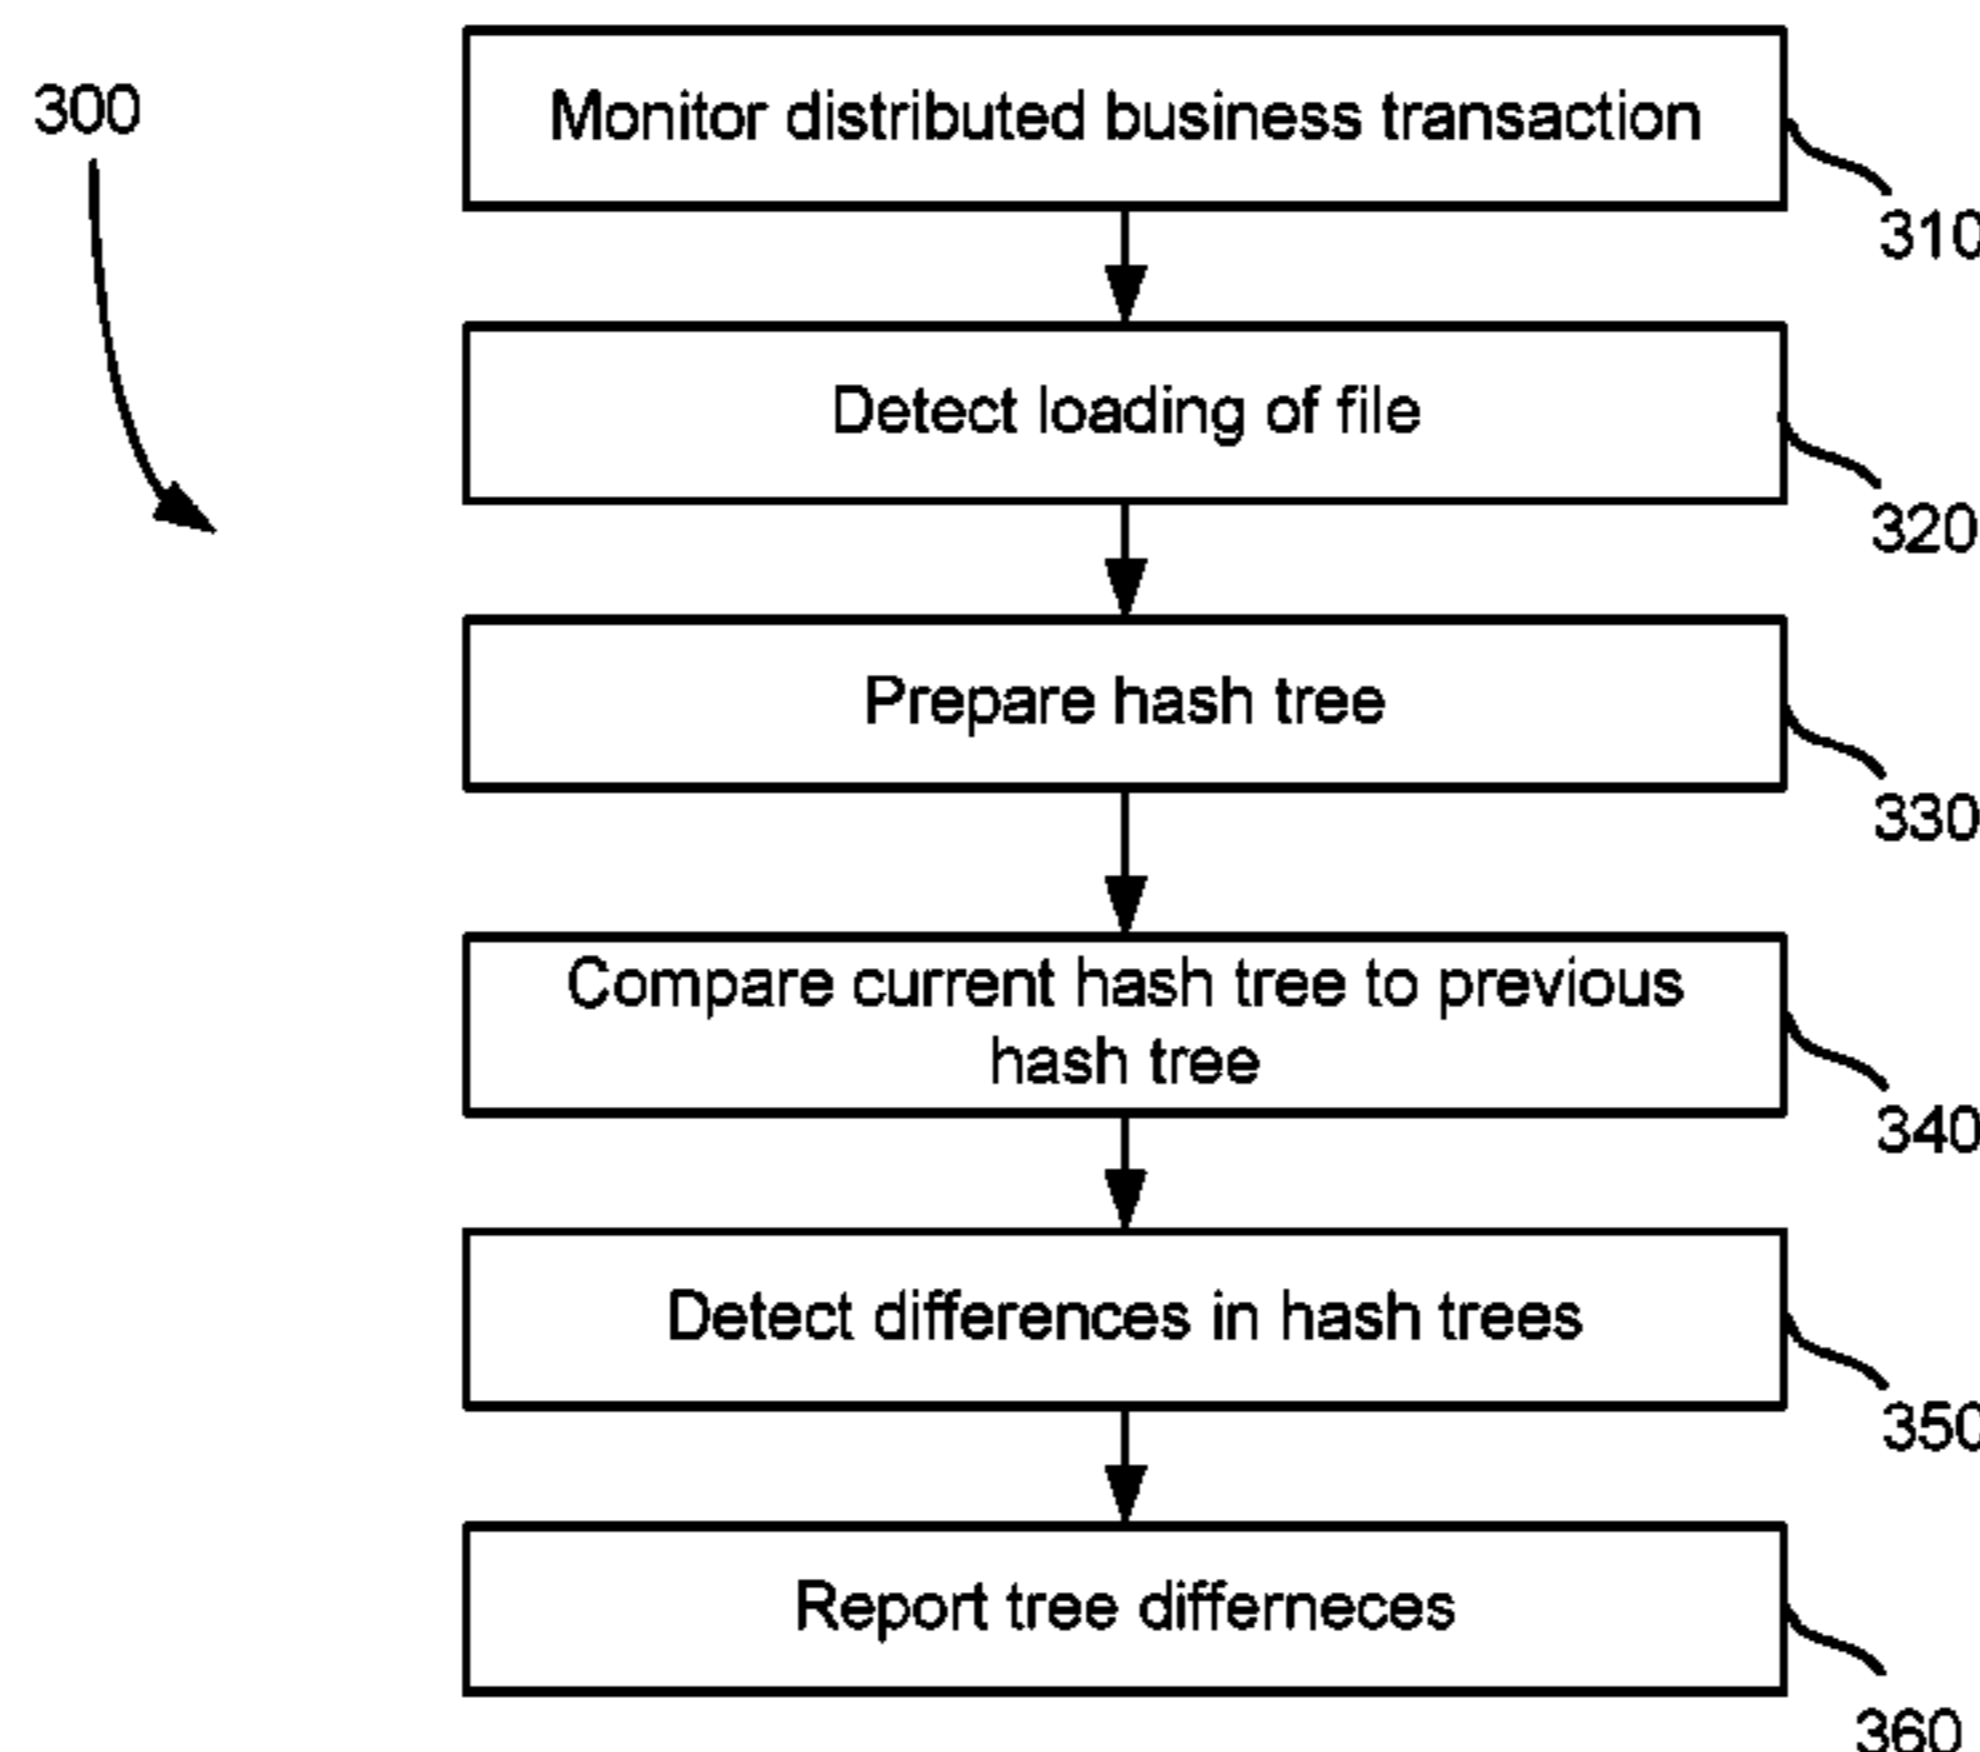 300
Monitor distributed business transaction
310
Detect loading of file
320
Prepare hash tree
330
Compare current hash tree to previous
hash tree
340
Detect differences in hash trees
350
Report tree differneces
360